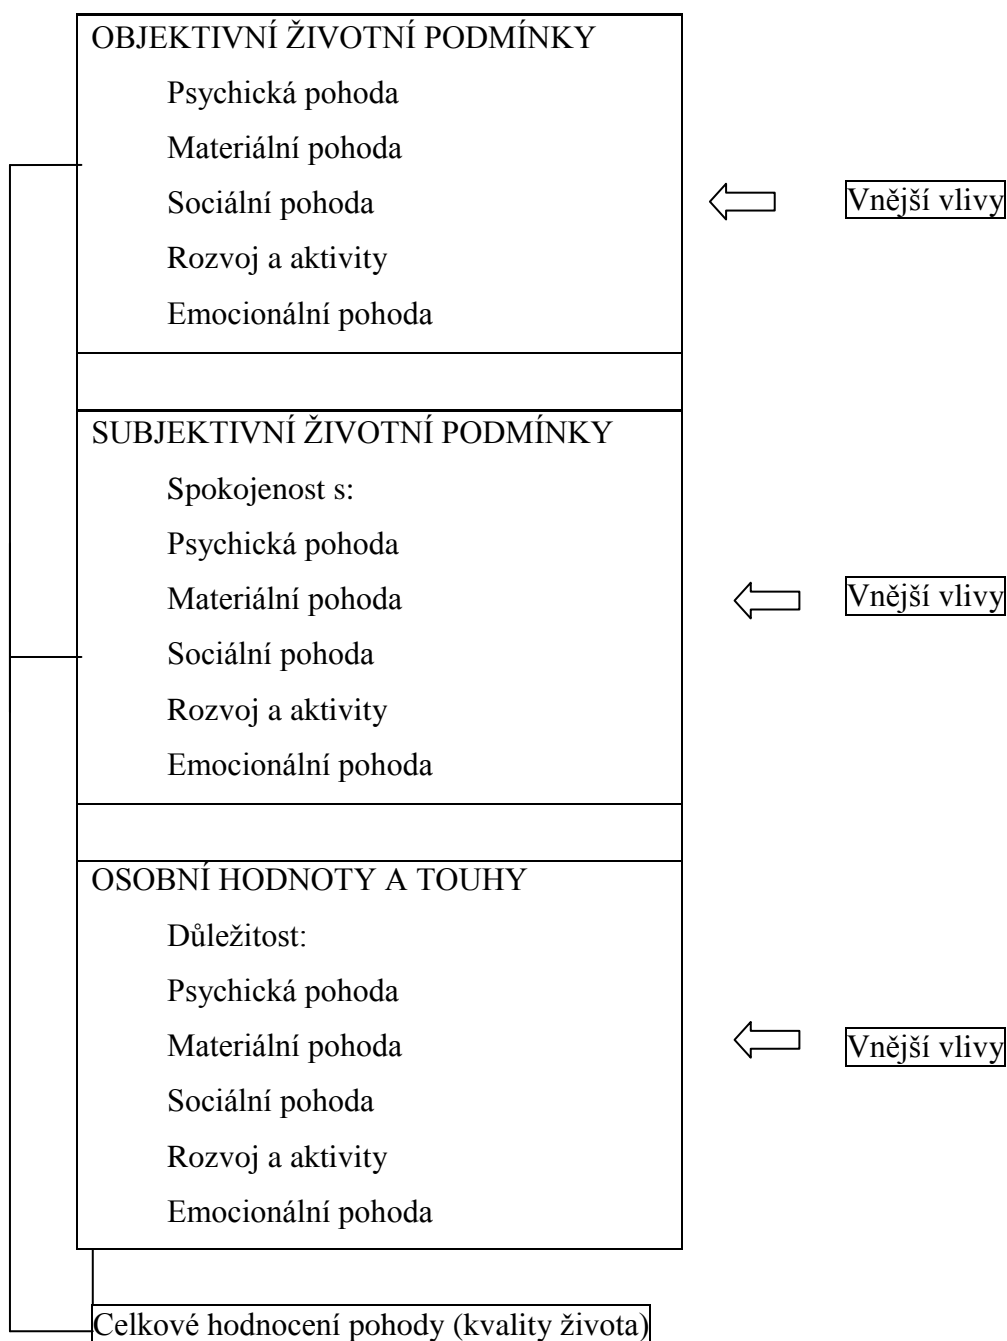 OBJEKTIVNÍ ŽIVOTNÍ PODMÍNKY
Psychická pohoda
Materiální pohoda
Sociální pohoda
Vnější vlivy
Rozvoj a aktivity
Emocionální pohoda
SUBJEKTIVNÍ ŽIVOTNÍ PODMÍNKY
Spokojenost s:
Psychická pohoda
Materiální pohoda
Vnější vlivy
Sociální pohoda
Rozvoj a aktivity
Emocionální pohoda
OSOBNÍ HODNOTY A TOUHY
Důležitost:
Psychická pohoda
Materiální pohoda
Vnější vlivy
Sociální pohoda
Rozvoj a aktivity
Emocionální pohoda
Celkové hodnocení pohody (kvality života)